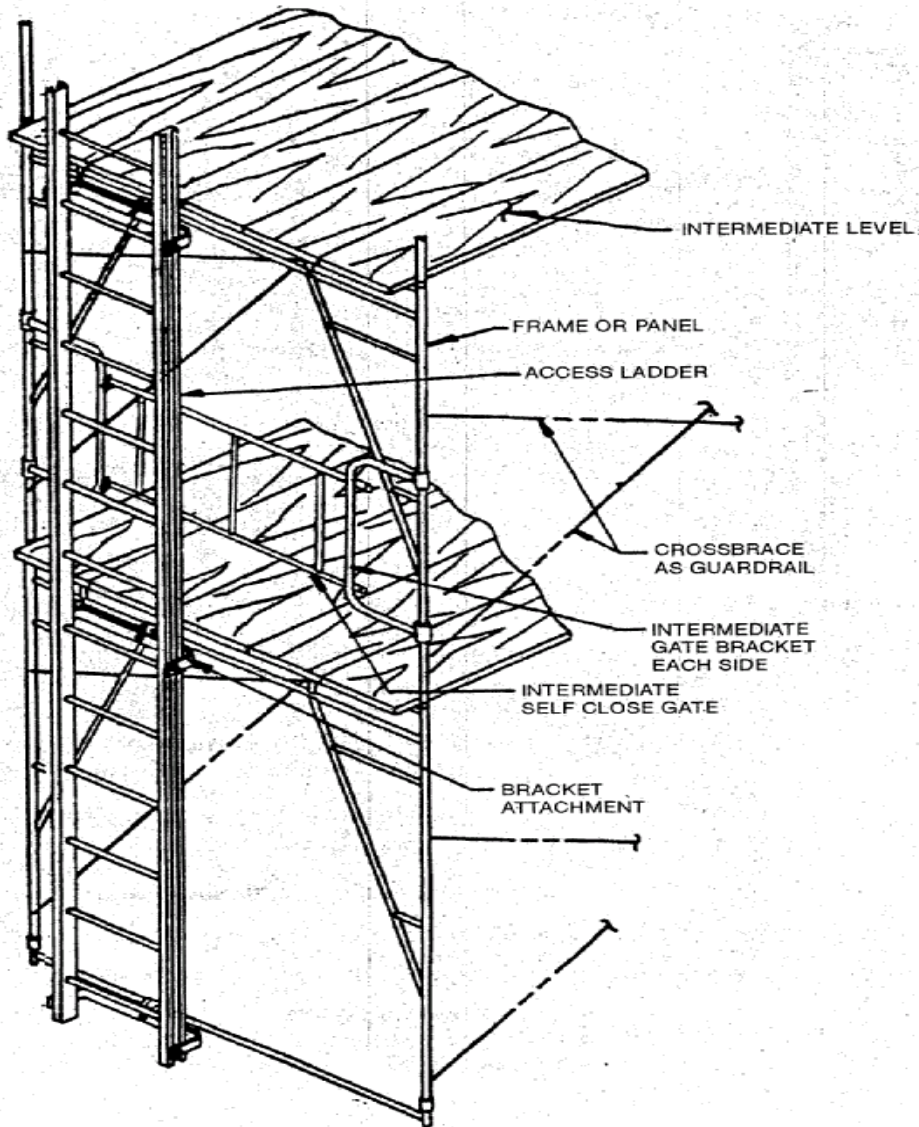 INTERMEDIATE LEVEL
FRAME OR PANEL
ACCESS LADDER
CROSSBRACE
AS GUARDRAIL
INTERMEDIATE
GATE BRACKET
EACH SIDE
INTERMEDIATE
SELF CLOSE GATE
BRACKET
ATTACHMENT